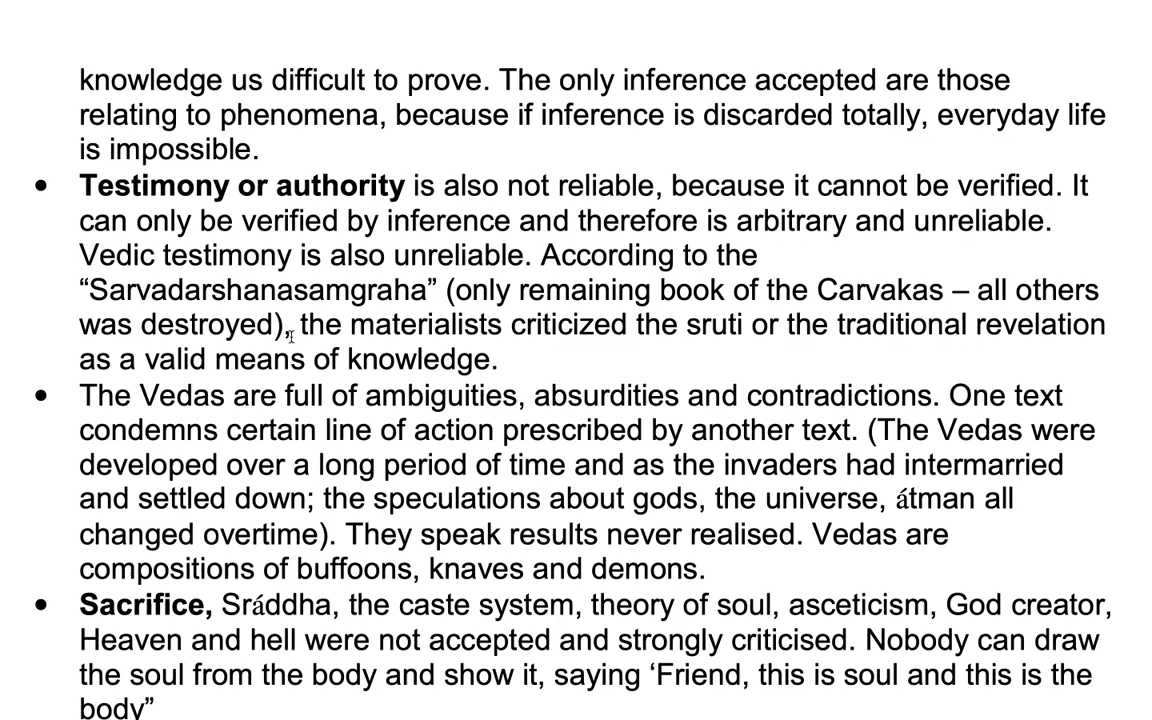 knowledge us difficult to prove. The only inference accepted are those
relating to phenomena, because if inference is discarded totally, everyday life
is impossible.
• Testimony or authority is also not reliable, because it cannot be verified. It
can only be verified by inference and therefore is arbitrary and unreliable.
Vedic testimony is also unreliable. According to the
“Sarvadarshanasamgraha” (only remaining book of the Carvakas – all others
was destroyed), the materialists criticized the sruti or the traditional revelation
as a valid means of knowledge.
• The Vedas are full of ambiguities, absurdities and contradictions. One text
condemns certain line of action prescribed by another text. (The Vedas were
developed over a long period of time and as the invaders had intermarried
and settled down; the speculations about gods, the universe, átman all
changed overtime). They speak results never realised. Vedas are
compositions of buffoons, knaves and demons.
• Sacrifice, Sráddha, the caste system, theory of soul, asceticism, God creator,
Heaven and hell were not accepted and strongly criticised. Nobody can draw
the soul from the body and show it, saying ‘Friend, this is soul and this is the
body”